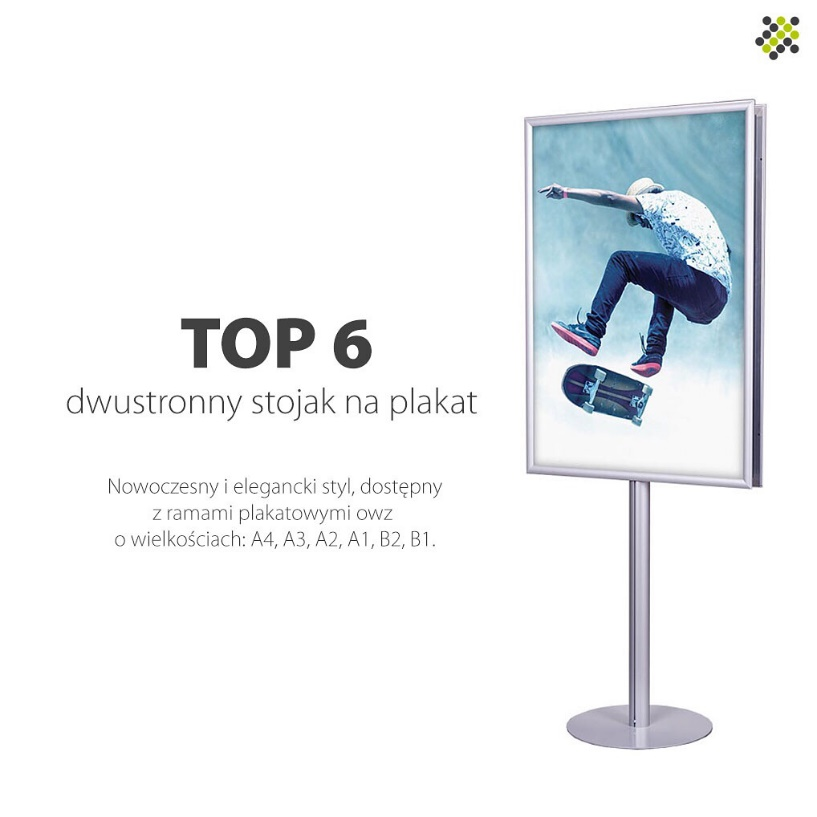 TOP 6
dwustronny stojak na plakat
Nowoczesny i elegancki styl, dostępny
z ramami plakatowymi owz
o wielkościach: A4, A3, A2, A1, B2, B1.